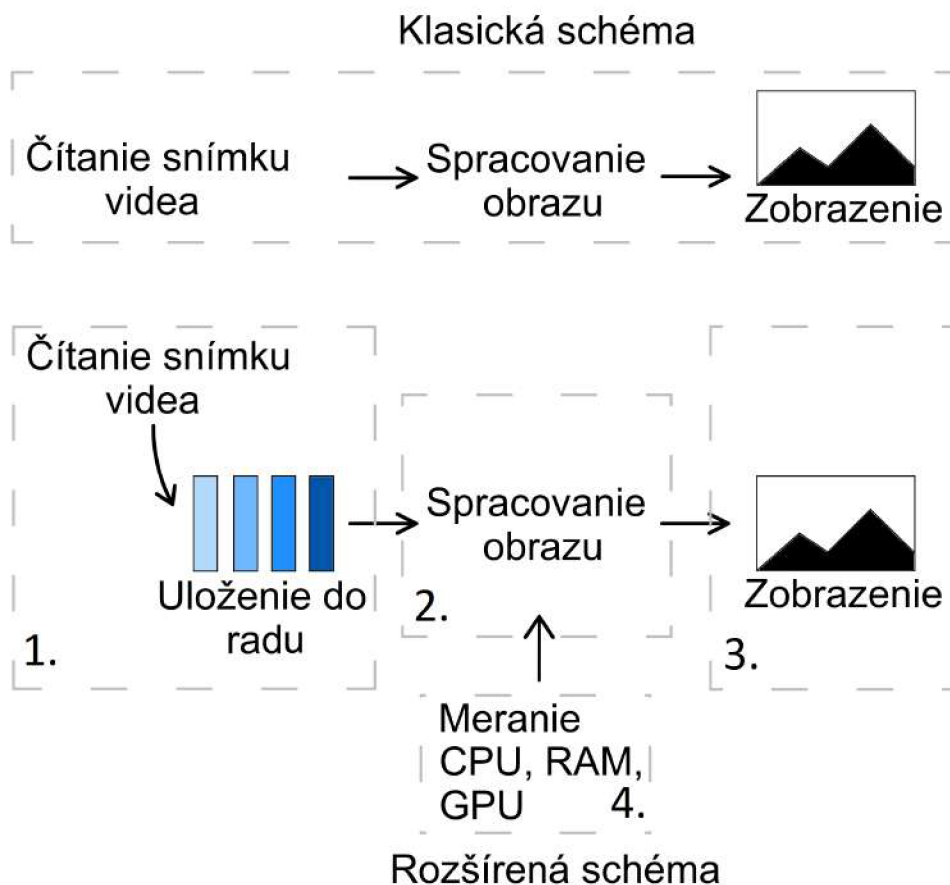 Klasická schéma
Čítanie snímku
videa
Spracovanie
obrazu
Zobrazenie
Čítanie snímku
videa
Uloženie do
radu
1.
Spracovanie
obrazu
2.
Zobrazenie
3.
Meranie
CPU, RAM,
GPU
4.
Rozšírená schéma